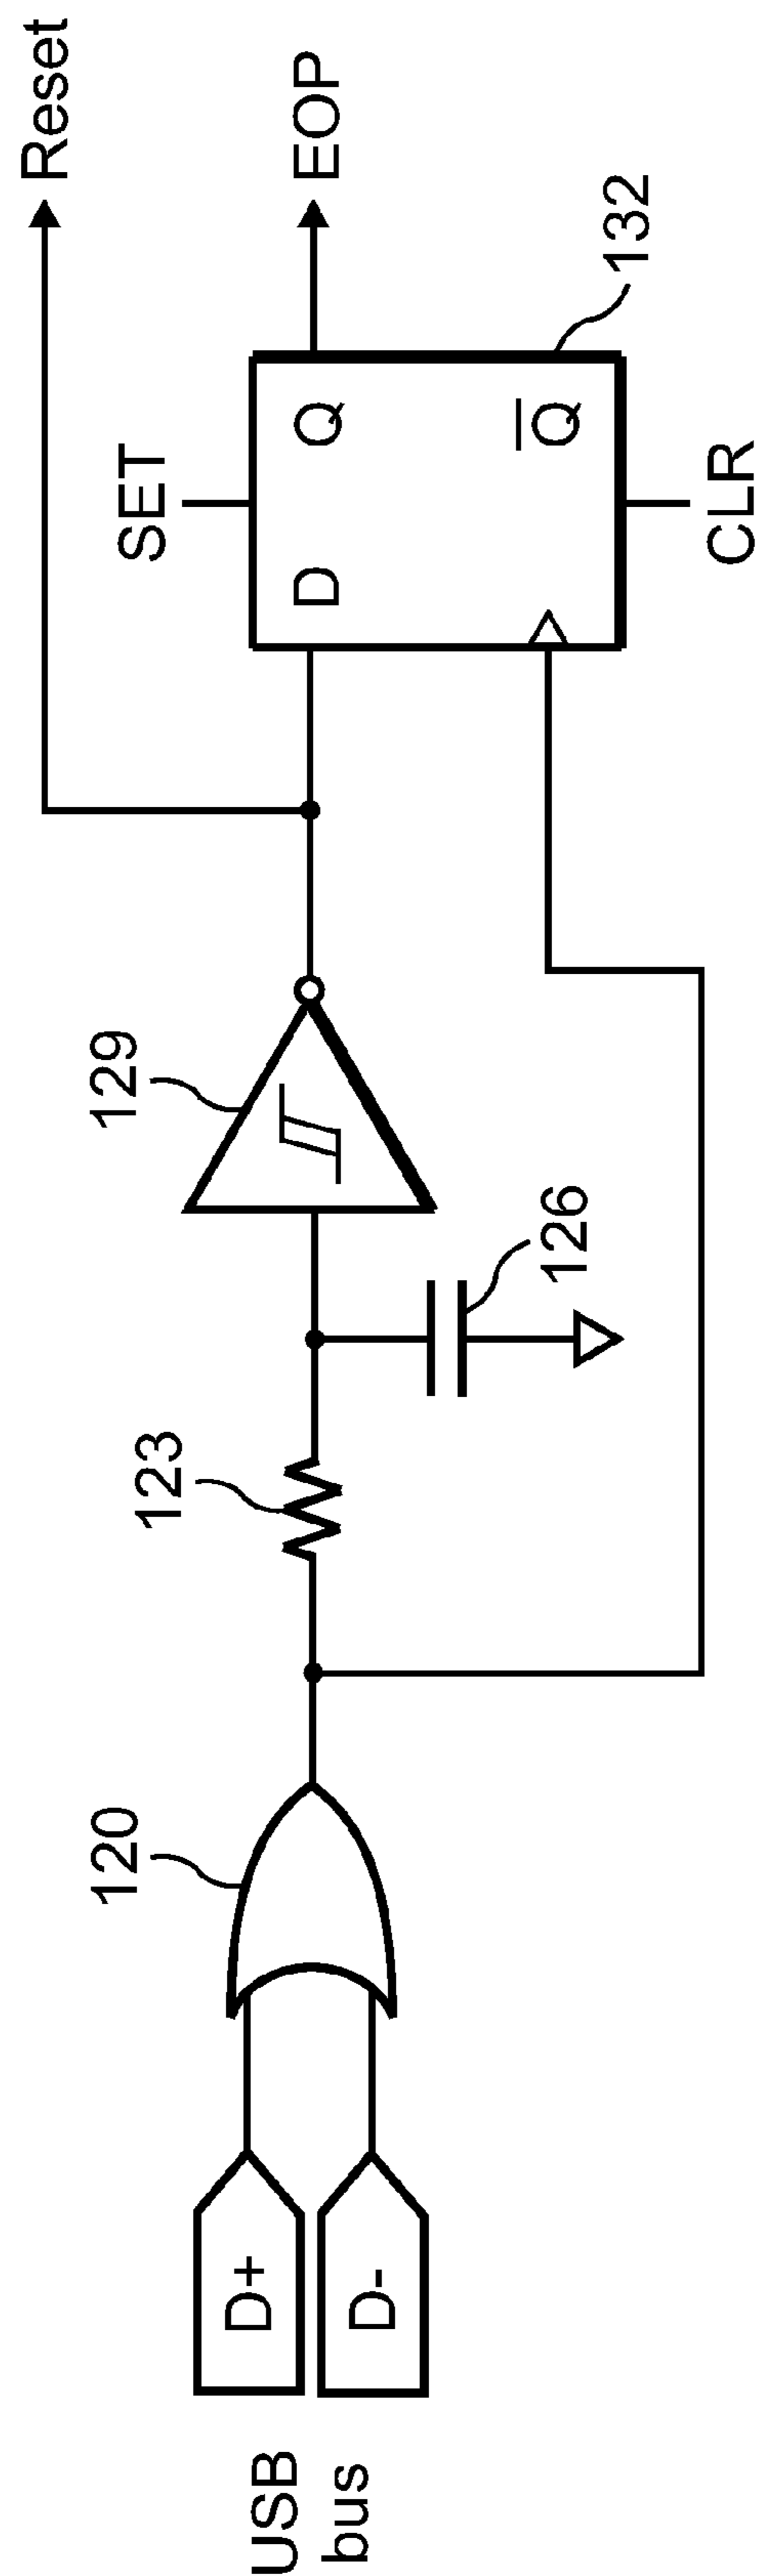 Reset
SET
D
Q
EOP
Q
CLR
132
129
123
126
120
D+
D-
USB
bus